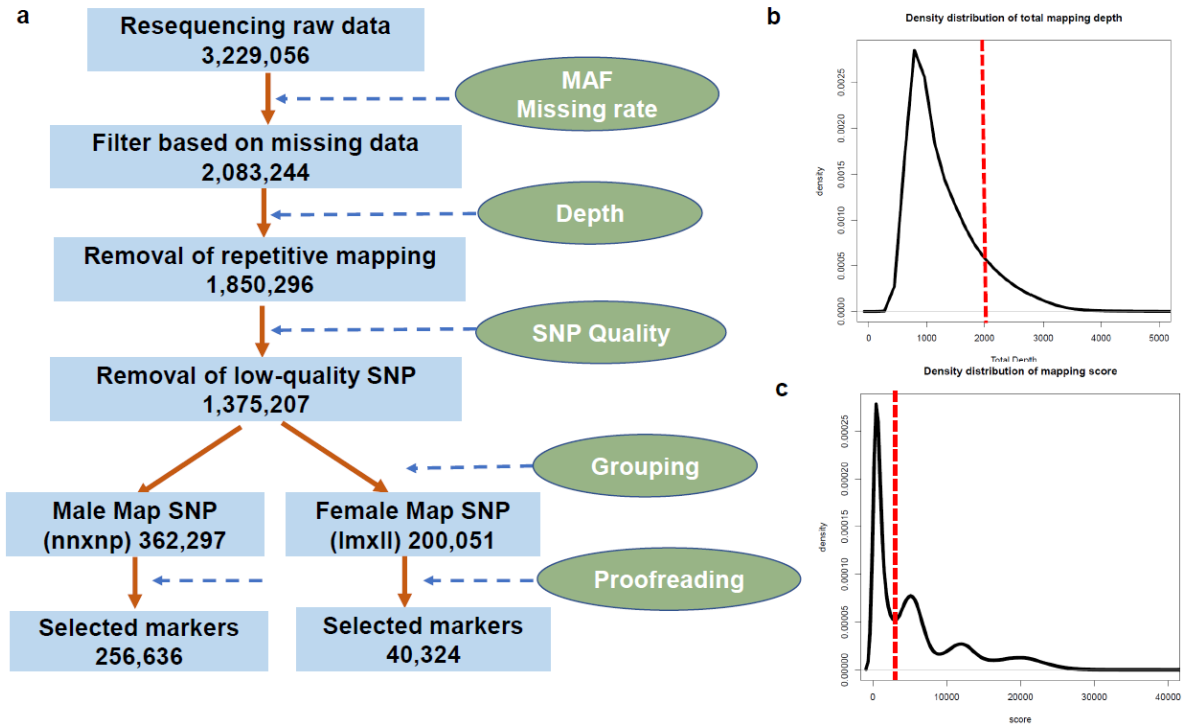 a
Resequencing raw data
3,229,056
MAF
Missing rate
Filter based on missing data
2,083,244
Depth
Removal of repetitive mapping
1,850,296
SNP Quality
Removal of low-quality SNP
1,375,207
Grouping
Male Map SNP
(nnxnp) 362,297
Female Map SNP
(lmxll) 200,051
Proofreading
Selected markers
256,636
Selected markers
40,324
b
Density distribution of total mapping depth
density
0.0025
0.0020
0.0015
0.0010
0.0005
0.0000
0
1000
2000
3000
4000
5000
Total Depth
c
Density distribution of mapping score
density
0.00025
0.00020
0.00015
0.00010
0.00005
0.00000
0
10000
20000
30000
40000
score